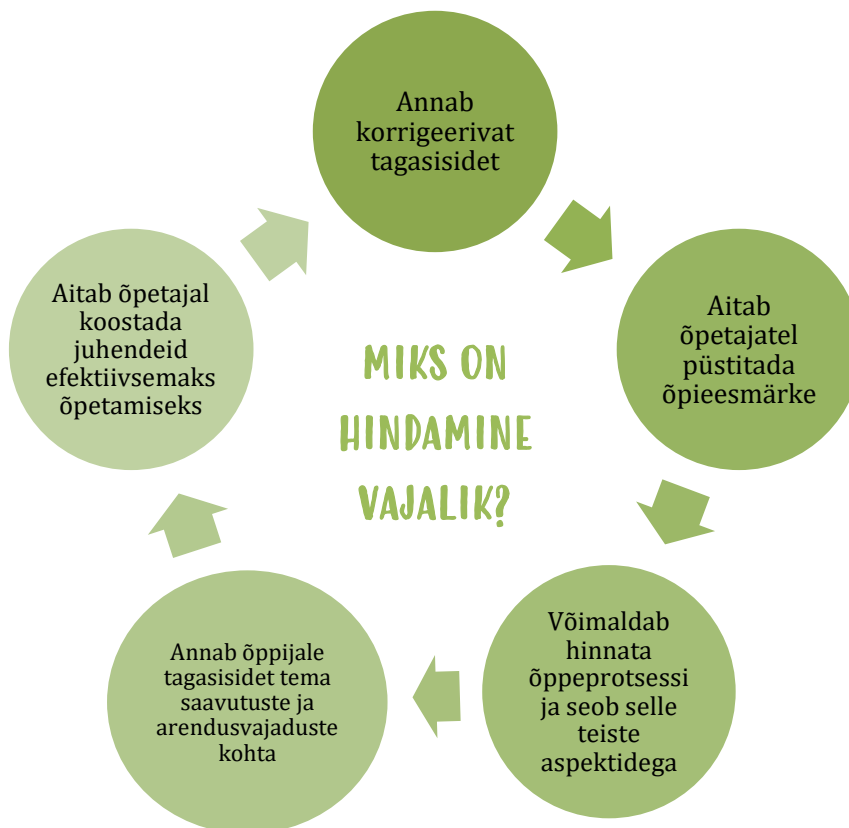 Annab
korrigeerivat
tagasisidet
Aitab
õpetajatel
püstitada
õpieesmärke
Võimaldab
hinnata
õppeprotsessi
ja seob selle
teiste
aspektidega
Annab õppijale
tagasisidet tema
saavutuste ja
arendusvajaduste
kohta
Aitab õpetajal
koostada
juhendeid
efektiivsemaks
õpetamiseks
MIKS ON
HINDAMINE
VAJALIK?